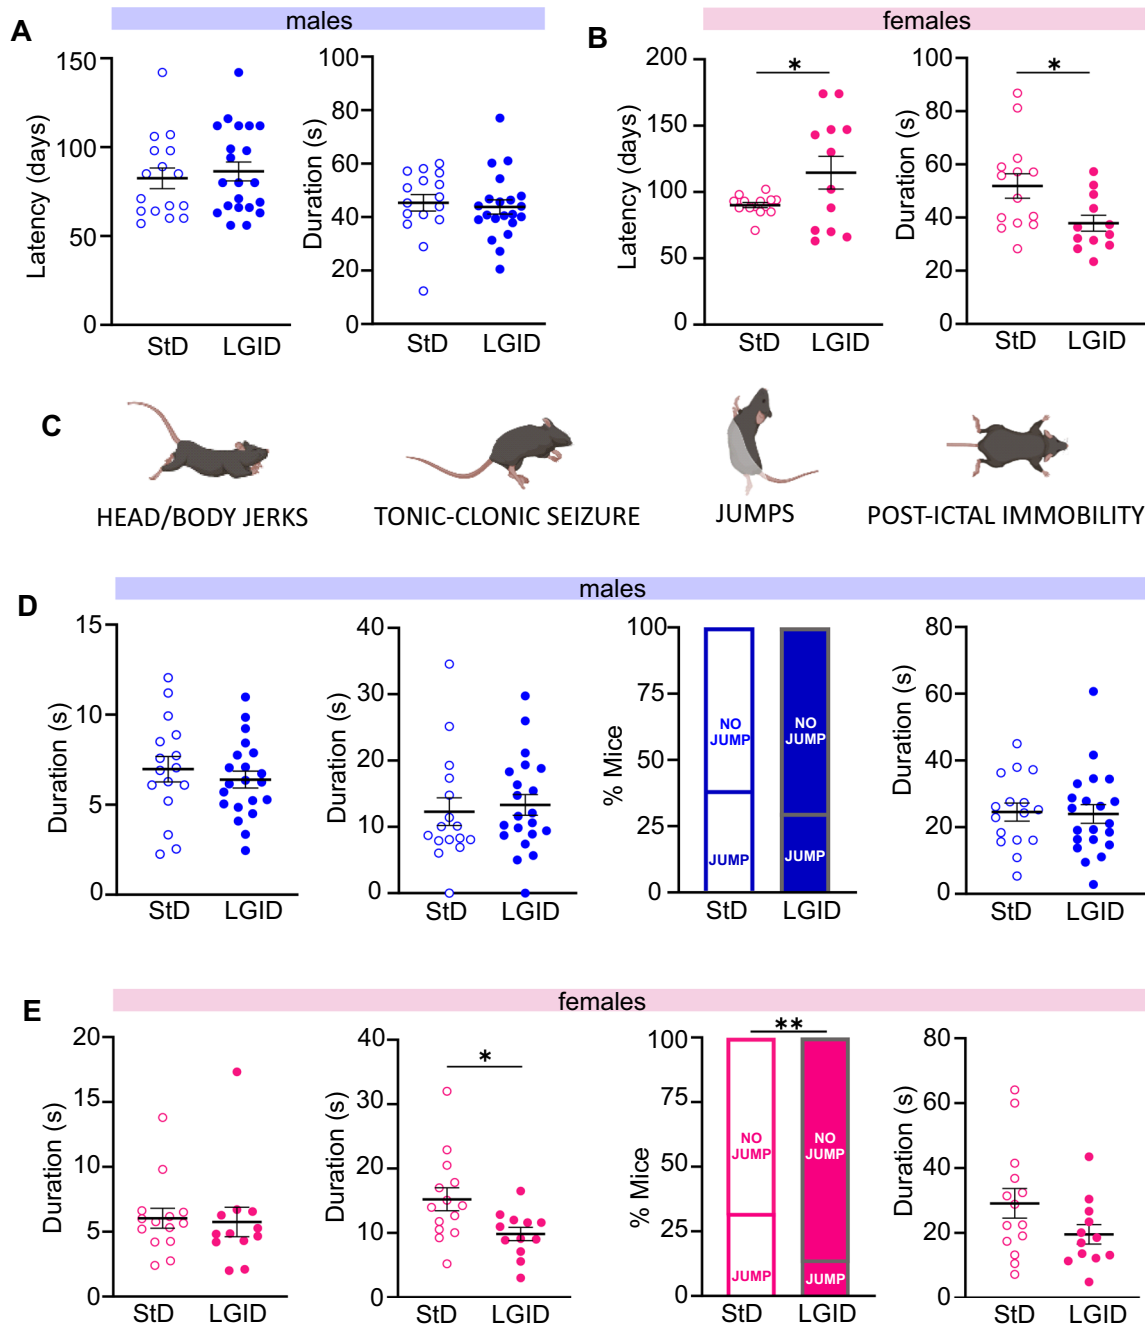 A
males
Latency (days)
150
100
50
0
StD
LGID
Duration (s)
100
80
60
40
20
0
StD
LGID
B
females
*
Latency (days)
200
150
100
50
0
StD
LGID
*
Duration (s)
100
80
60
40
20
0
StD
LGID
C
HEAD/BODY JERKS
TONIC-CLONIC SEIZURE
JUMPS
POST-ICTAL IMMOBILITY
D
males
Duration (s)
15
10
5
0
StD
LGID
Duration (s)
40
30
20
10
0
StD
LGID
% Mice
100
75
50
25
0
NO
JUMP
JUMP
NO
JUMP
JUMP
StD
LGID
Duration (s)
80
60
40
20
0
StD
LGID
E
females
Duration (s)
20
15
10
5
0
StD
LGID
*
Duration (s)
40
30
20
10
0
StD
LGID
**
% Mice
100
75
50
25
0
NO
JUMP
JUMP
NO
JUMP
JUMP
StD
LGID
Duration (s)
80
60
40
20
0
StD
LGID